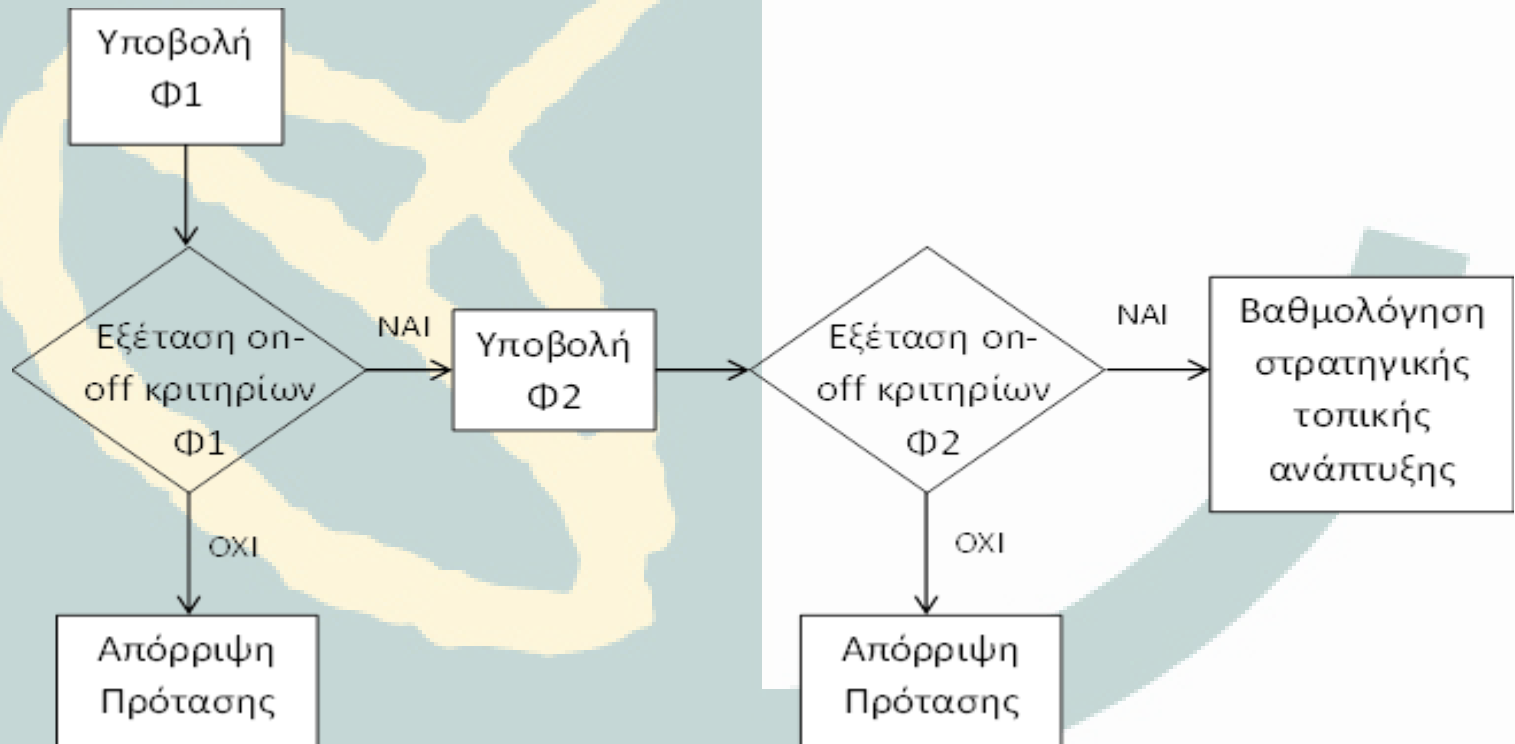 Υποβολή
Φ1
Εξέταση on-
off κριτηρίων
Φ1
ΝΑΙ
ΟΧΙ
Απόρριψη
Πρότασης
Υποβολή
Φ2
Εξέταση on-
off κριτηρίων
Φ2
ΝΑΙ
ΟΧΙ
Απόρριψη
Πρότασης
Βαθμολόγηση
στρατηγικής
τοπικής
ανάπτυξης